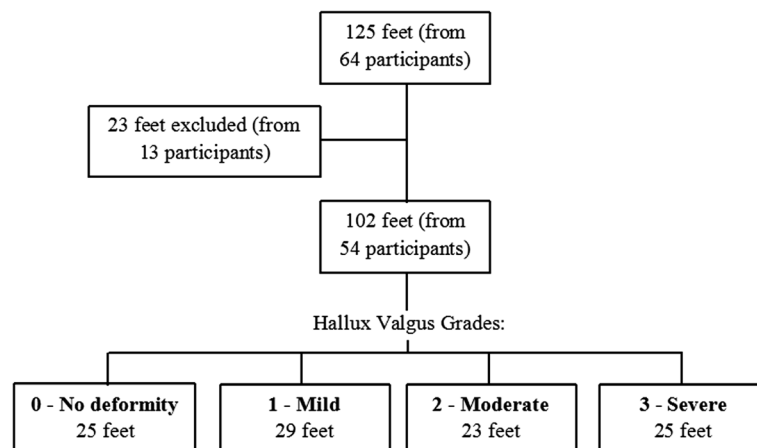 125 feet (from
64 participants)
23 feet excluded (from
13 participants)
102 feet (from
54 participants)
Hallux Valgus Grades:
0 - No deformity
25 feet
1 - Mild
29 feet
2 - Moderate
23 feet
3 - Severe
25 feet